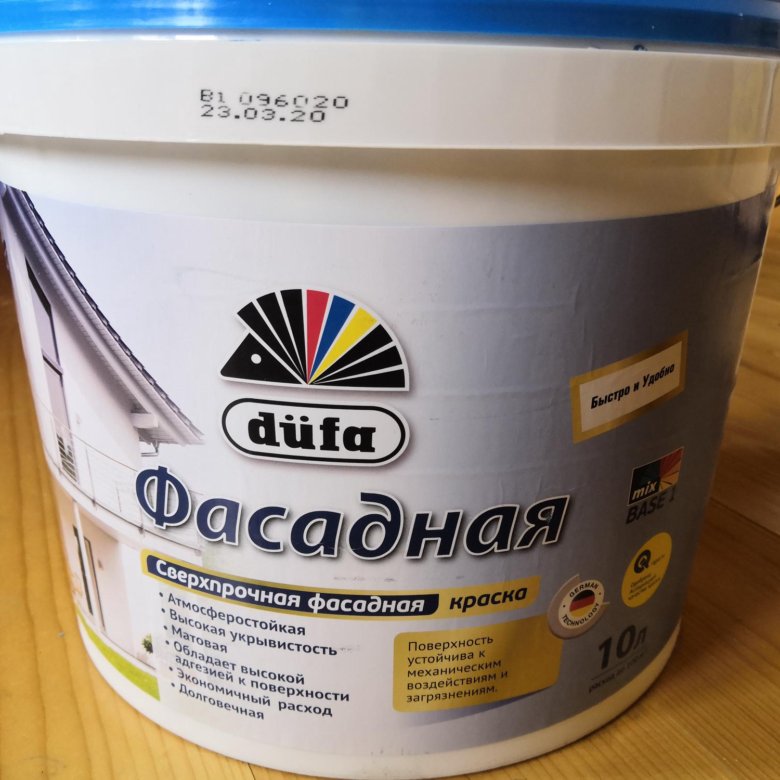 B1 096020
23.03.20
düfa
Быстро и Удобно
mix
BASE 1
Фасадная
Сверхпрочная фасадная краска
• Атмосферостойкая
• Высокая укрывистость
• Матовая
• Обладает высокой
адгезией к поверхности
• Экономичный расход
• Долговечная
Поверхность
устойчива к
механическим
воздействиям и
загрязнениям.
GERMAN
TECHNOLOGY
10л